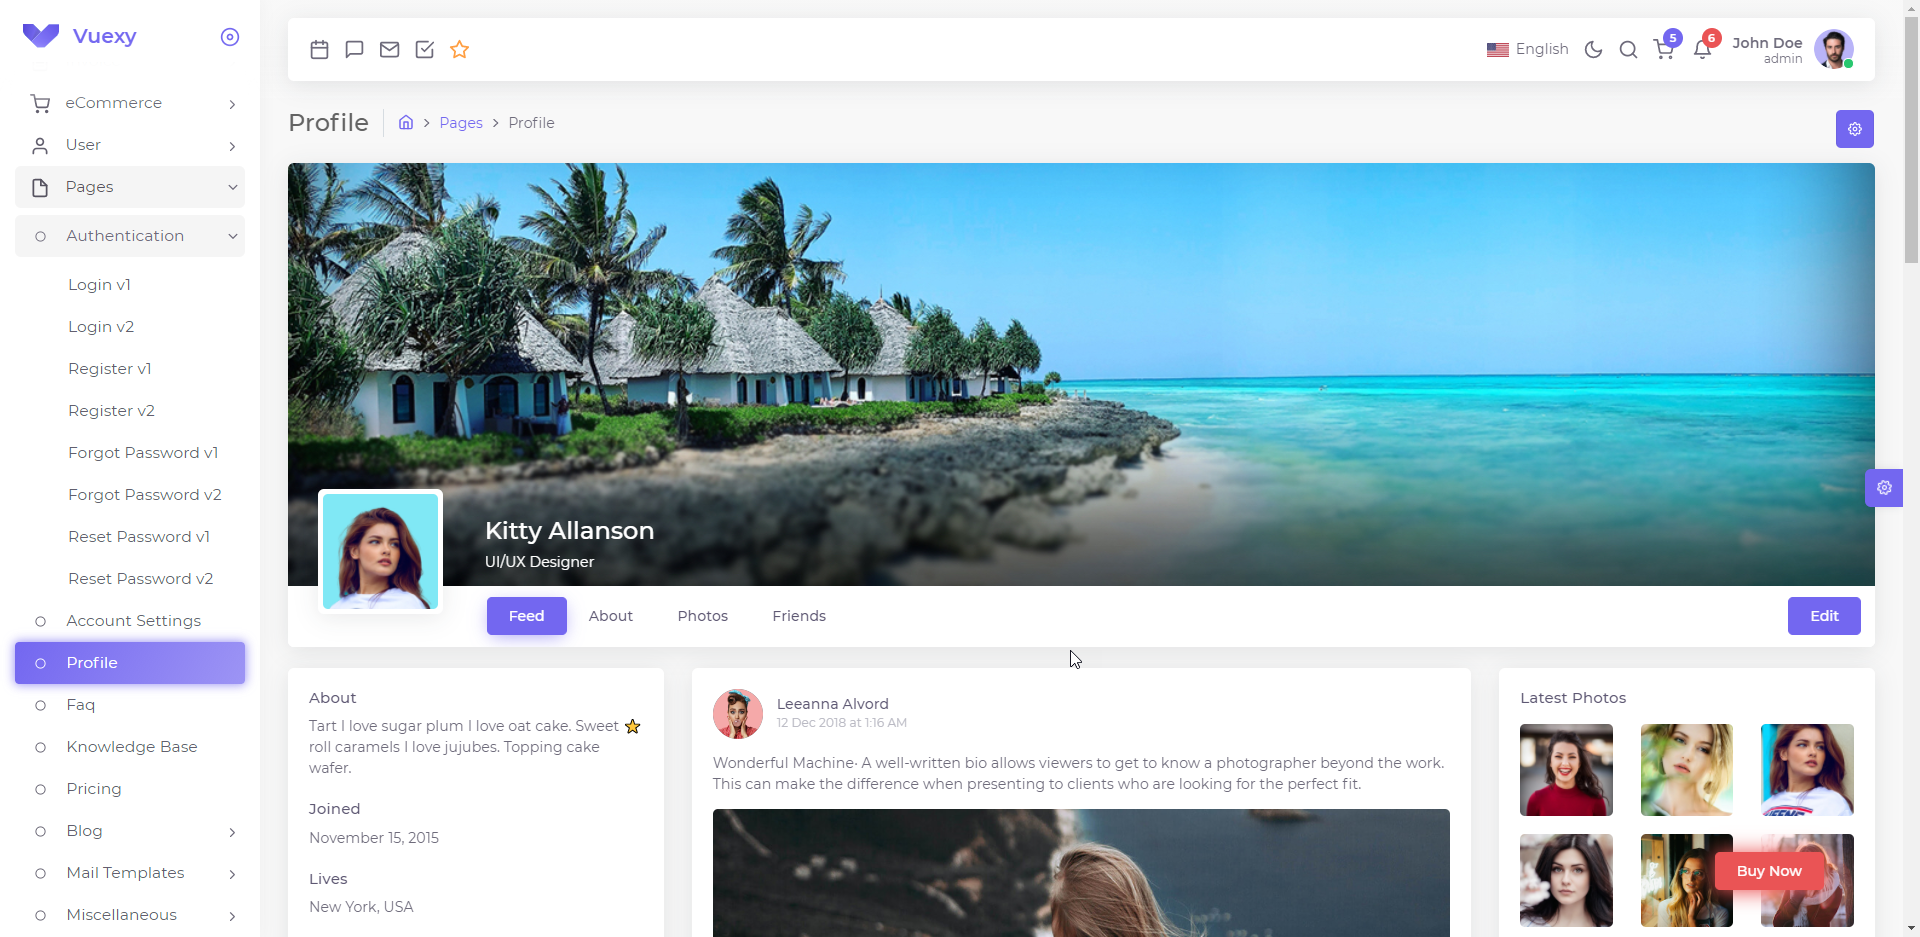 Vuexy
eCommerce
User
Pages
Authentication
Login v1
Login v2
Register v1
Register v2
Forgot Password v1
Forgot Password v2
Reset Password v1
Reset Password v2
Account Settings
Profile
Faq
Knowledge Base
Pricing
Blog
Mail Templates
Miscellaneous
English
5
6
John Doe
admin
Profile
Pages
Profile
Kitty Allanson
UI/UX Designer
Feed
About
Photos
Friends
Edit
About
Tart I love sugar plum I love oat cake. Sweet
roll caramels I love jujubes. Topping cake
wafer.
Joined
November 15, 2015
Lives
New York, USA
Leeanna Alvord
12 Dec 2018 at 1:16 AM
Wonderful Machine· A well-written bio allows viewers to get to know a photographer beyond the work.
This can make the difference when presenting to clients who are looking for the perfect fit.
Latest Photos
Buy Now